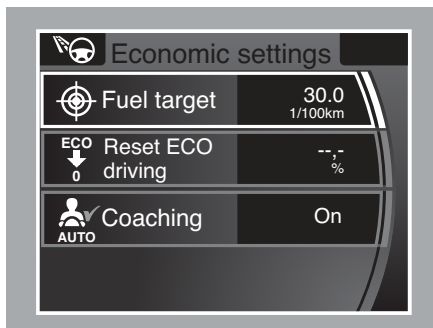 Economic settings
Fuel target
30.0
1/100km
ECO
0
Reset ECO
driving
--,-
%
AUTO
Coaching
On